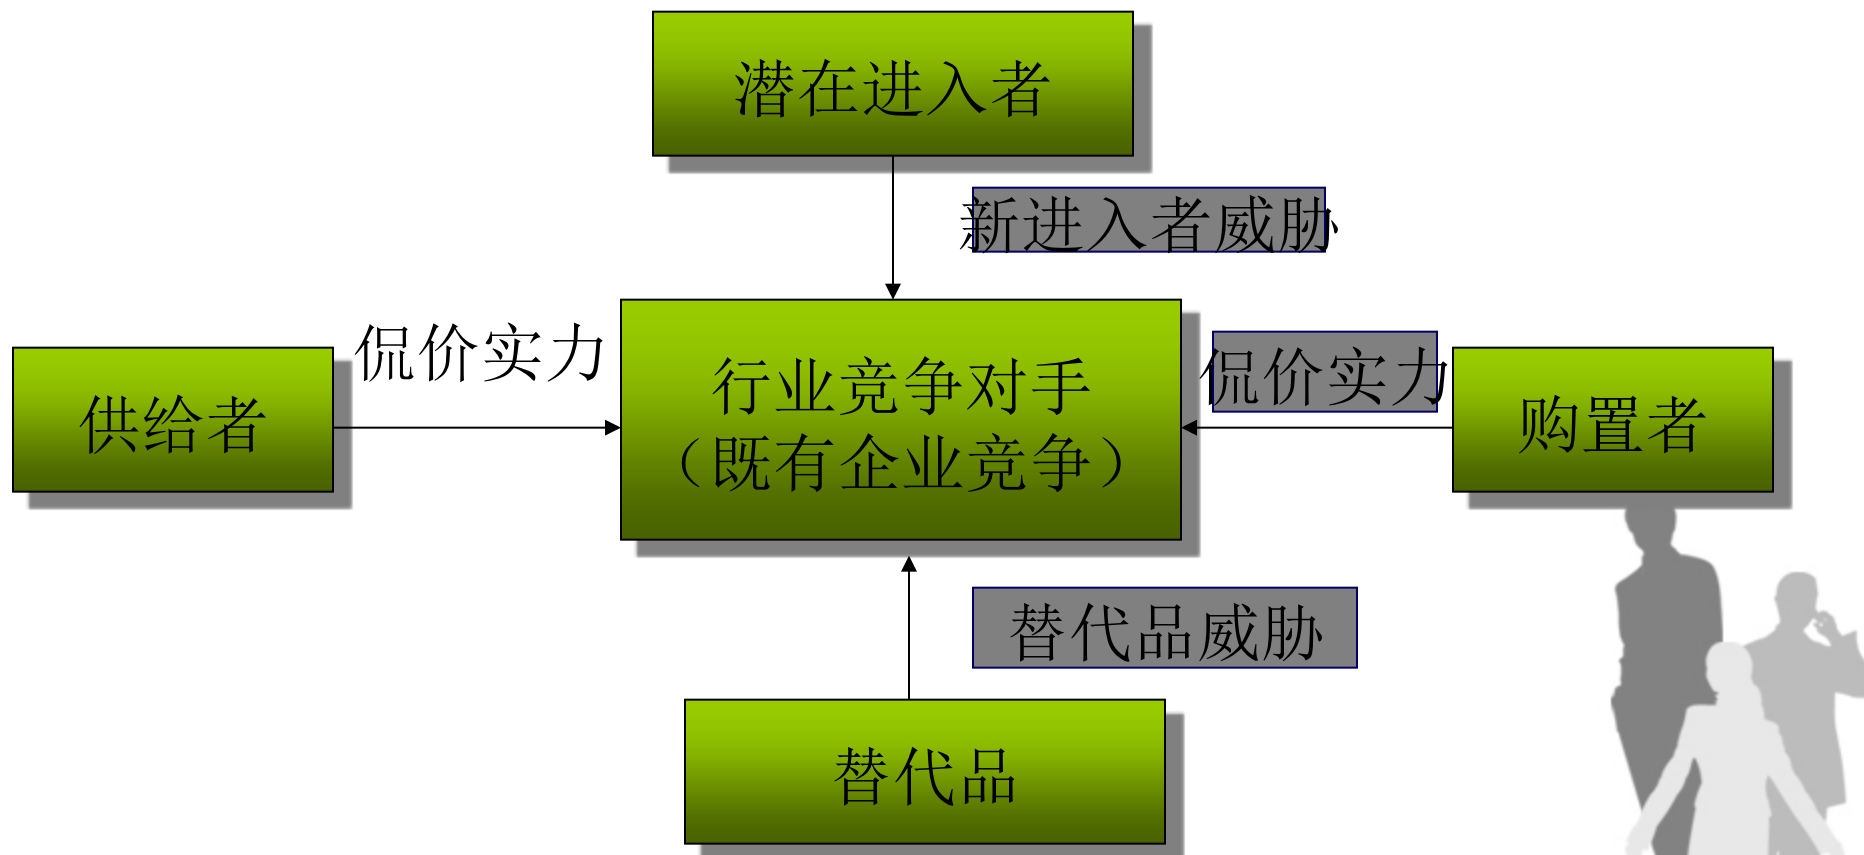 潜在进入者
新进入者威胁
侃价实力
侃价实力
供给者
行业竞争对手
（既有企业竞争）
购置者
替代品威胁
替代品